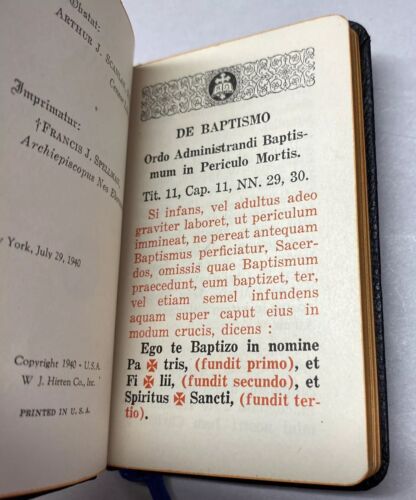 Obstat:
ARTHUR J. SCANLAN
Censor
Imprimatur:
†FRANCIS J. SPELLMAN
Archiepiscopus Neo
York, July 29, 1940
Copyright 1940 - U.S.A.
W. J. Hirten Co., Inc.
PRINTED IN U. S. A.
DE BAPTISMO
Ordo Administrandi Baptis-
mum in Periculo Mortis.
Tit. 11, Cap. 11, NN. 29, 30.
Si infans, vel adultus adeo
graviter laboret, ut periculum
immineat, ne pereat antequam
Baptismus perficiatur, Sacer-
dos, omissis quae Baptismum
praecedunt, eum baptizet, ter,
vel etiam semel infundens
aquam super caput eius in
modum crucis, dicens :
Ego te Baptizo in nomine
Pa ✠ tris, (fundit primo), et
Fi ✠ lii, (fundit secundo), et
Spiritus ✠ Sancti, (fundit ter-
tio).